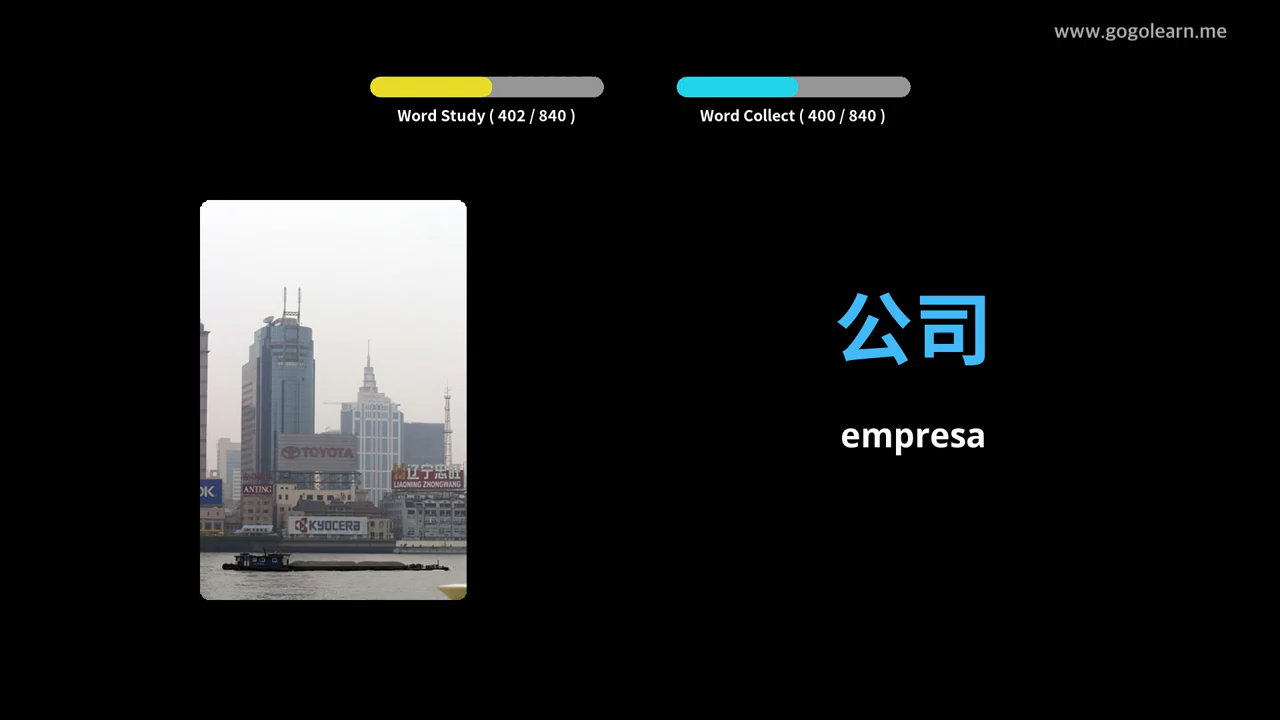 www.gogolearn.me
Word Study ( 402 / 840 )
Word Collect ( 400 / 840 )
公司
empresa
TOYOTA
辽宁忠旺
LIAONING ZHONGWANG
OK
ANTING
KYOCERA